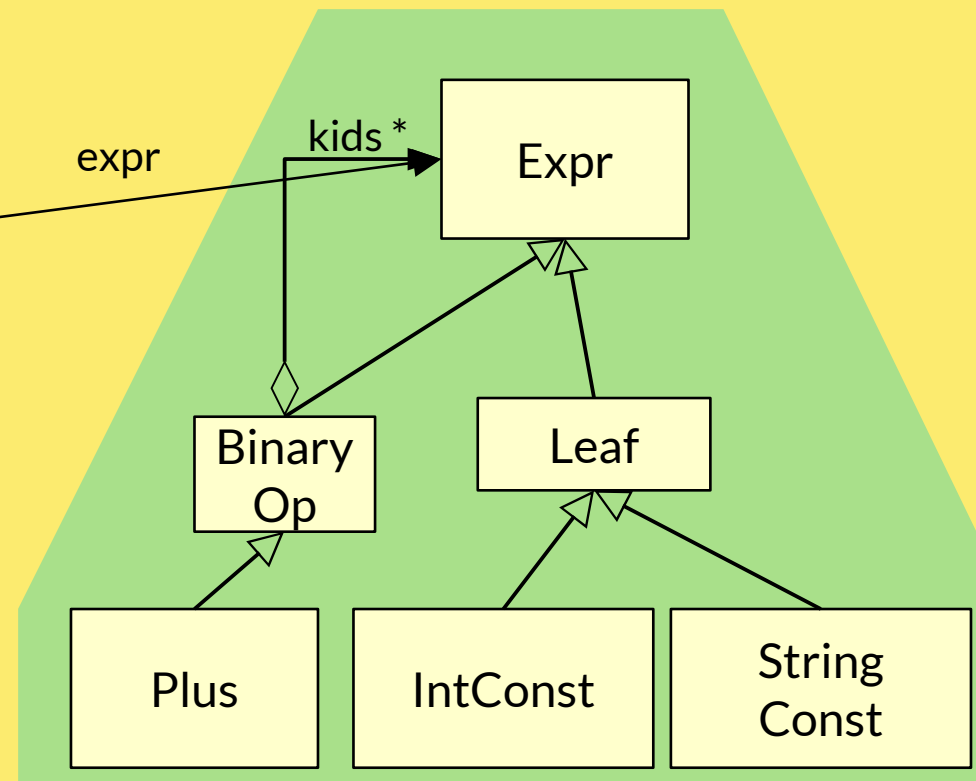 kids *
expr
Expr
Binary
Op
Leaf
Plus
IntConst
String
Const